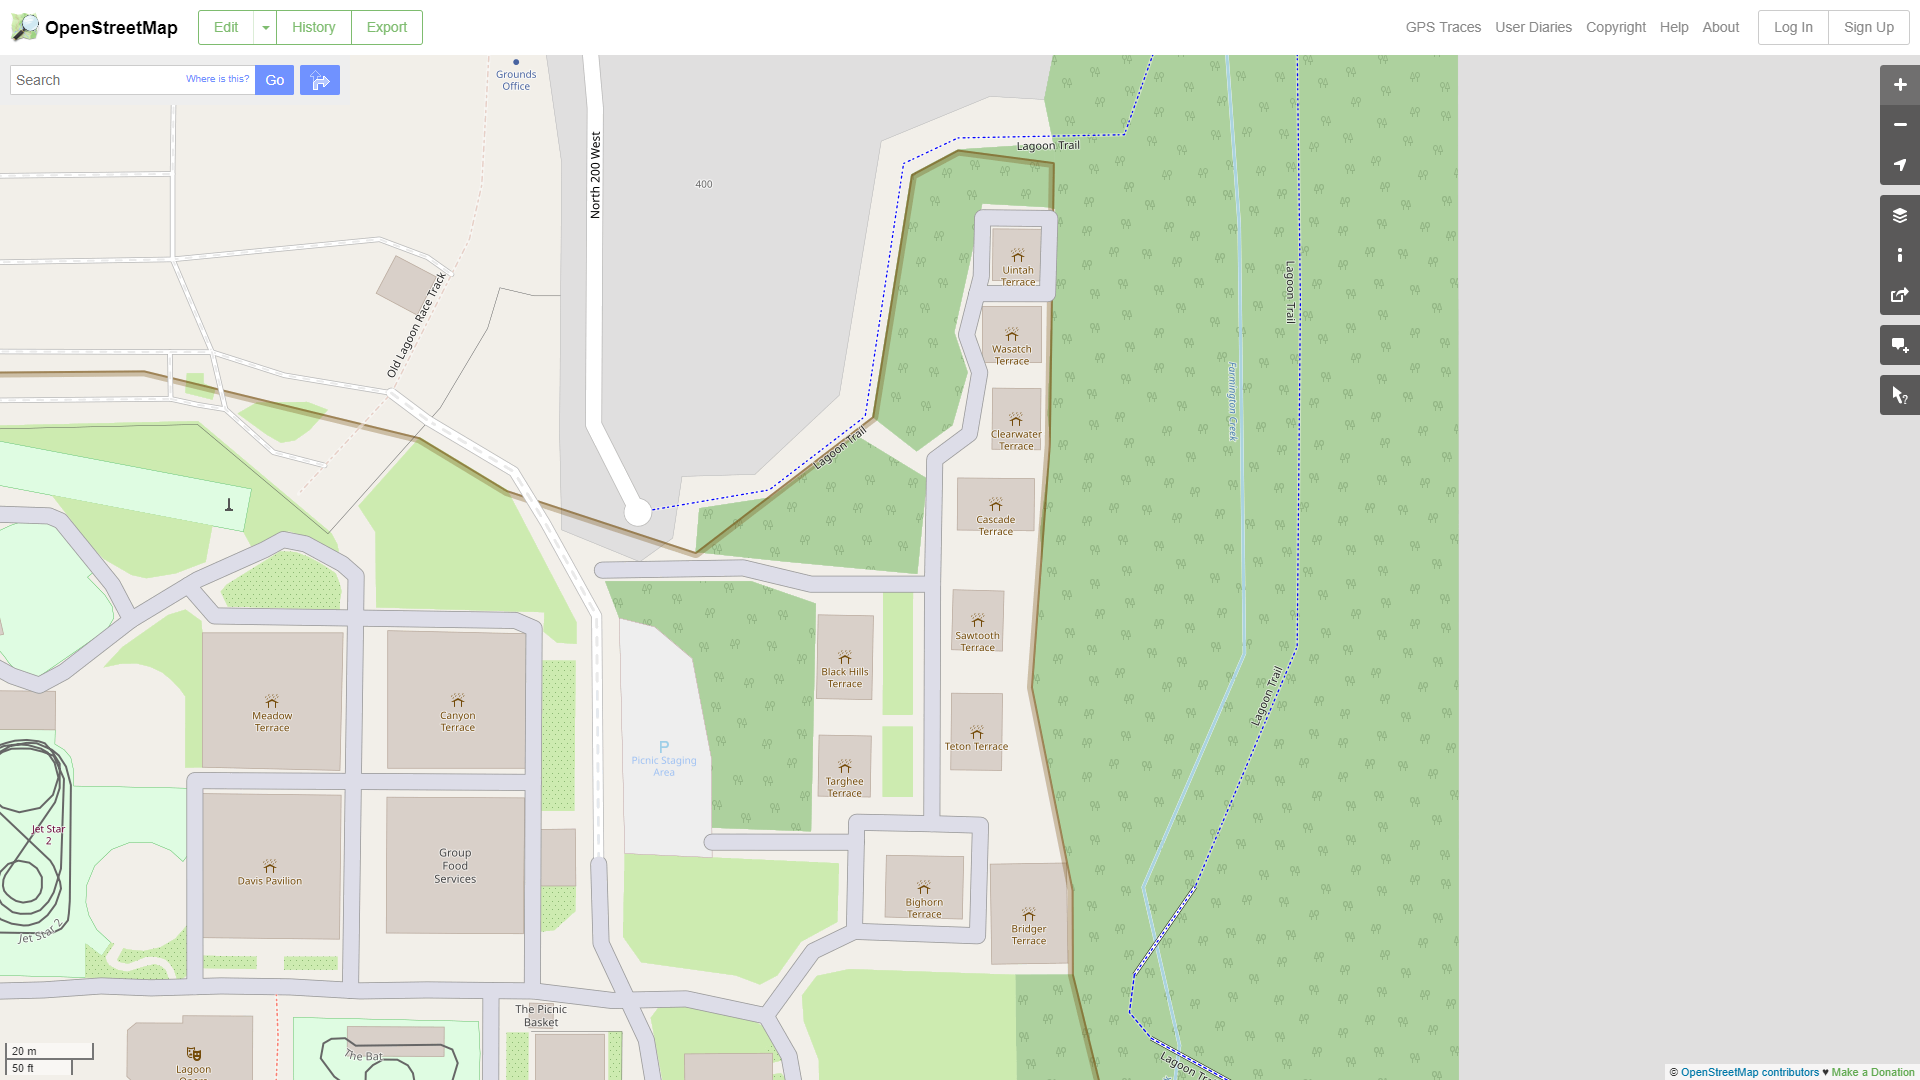 OpenStreetMap
Edit
History
Export
GPS Traces
User Diaries
Copyright
Help
About
Log In
Sign Up
Search
Where is this?
Go
Grounds
Office
North 200 West
400
Lagoon Trail
Uintah
Terrace
Lagoon Trail
Old Lagoon Race Track
Wasatch
Terrace
Farmington Creek
Clearwater
Terrace
Lagoon Trail
Cascade
Terrace
Sawtooth
Terrace
Black Hills
Terrace
Lagoon Trail
Meadow
Terrace
Canyon
Terrace
P
Picnic Staging
Area
Teton Terrace
Targhee
Terrace
Jet Star
2
Group
Food
Services
Davis Pavilion
Bighorn
Terrace
Bridger
Terrace
Jet Star 2
The Picnic
Basket
The Bat
Lagoon
20 m
50 ft
© OpenStreetMap contributors ♥ Make a Donation